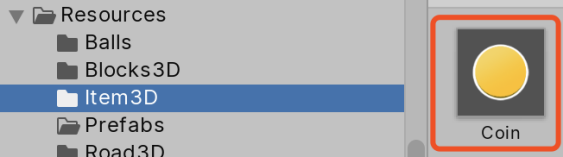 Resources
Balls
Blocks3D
Item3D
Prefabs
Road3D
Coin